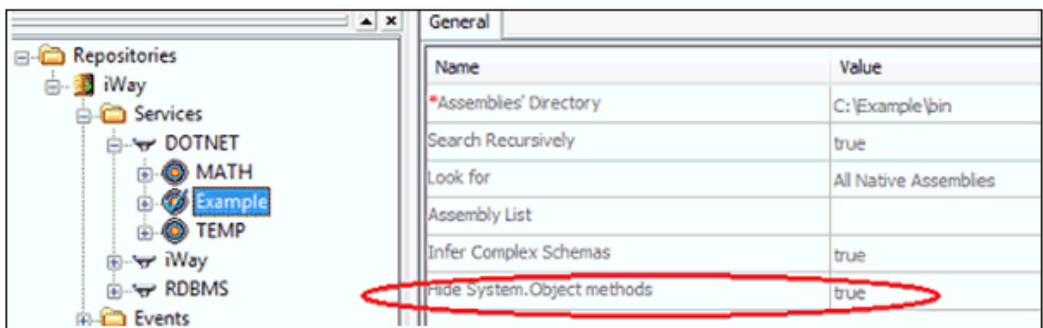 Repositories
iWay
Services
DOTNET
MATH
Example
TEMP
iWay
RDBMS
Events
General
Name Value
*Assemblies' Directory C:\Example\bin
Search Recursively true
Look for All Native Assemblies
Assembly List
Infer Complex Schemas true
Hide System.Object methods true